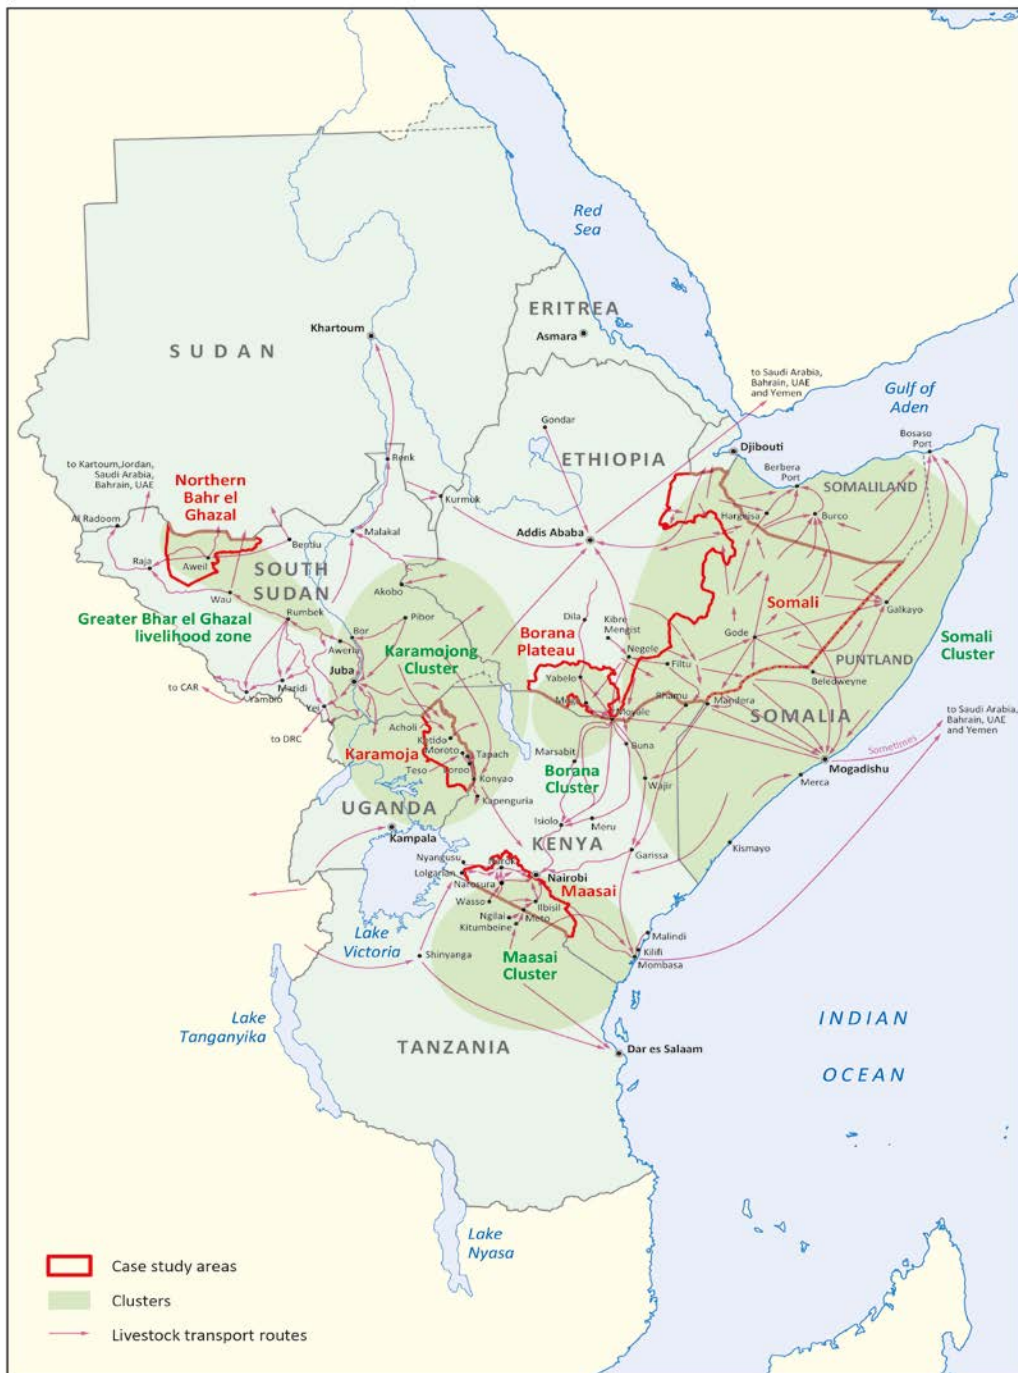 Red
Sea
ERITREA
Asmara
Khartoum
SUDAN
to Saudi Arabia,
Bahrain, UAE
and Yemen
Gulf of
Aden
Gondar
Bosaso
Port
Djibouti
ETHIOPIA
Renk
Berbera
Port
to Kartoum,Jordan,
Saudi Arabia,
Bahrain, UAE
Northern
Bahr el
Ghazal
SOMALILAND
Kurmuk
Hargeisa
Burco
Al Radoom
Malakal
Addis Ababa
Bentiu
Raja
Aweil
SOUTH
SUDAN
Akobo
Wau
Somali
Galkayo
Greater Bhar el Ghazal
livelihood zone
Rumbek
Pibor
Dila
Kibre
Mengist
Bor
Aweria
Karamojong
Cluster
Borana
Plateau
Gode
Somali
Cluster
Negele
Filtu
PUNTLAND
Juba
Yabelo
Beledweyne
to CAR
Maridi
Yambio
Yei
Mega
Moyale
Rhamu
Mandera
SOMALIA
to Saudi Arabia,
Bahrain, UAE
and Yemen
Acholi
to DRC
Kotido
Moroto
Tapach
Karamoja
Teso
Buna
Marsabit
Sometimes
Mogadishu
Borana
Cluster
Konyao
Wajir
Merca
Kapenguria
UGANDA
Kampala
Isiolo
Meru
KENYA
Garissa
Kismayo
Nyangusu
Lolgarian
Narok
Nairobi
Narosura
Maasai
Wasso
Ilbisil
Ngilai
Meto
Kitumbeine
Malindi
Lake
Victoria
Kilifi
Mombasa
Shinyanga
Maasai
Cluster
Lake
Tanganyika
INDIAN
OCEAN
TANZANIA
Dar es Salaam
Lake
Nyasa
Case study areas
Clusters
Livestock transport routes